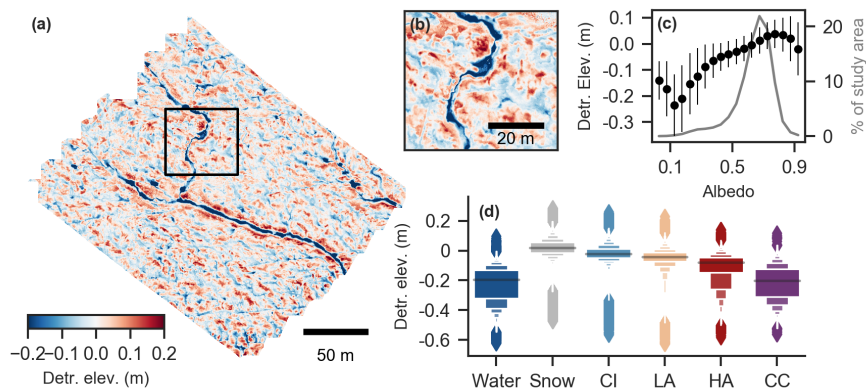 (a)
−0.2 −0.1 0.0 0.1 0.2
Detr. elev. (m)
50 m
(b)
20 m
(c)
0.1
0.0
-0.1
-0.2
-0.3
Detr. Elev. (m)
20
10
0
% of study area
0.1 0.5 0.9
Albedo
(d)
0.2
0
-0.2
-0.4
-0.6
Detr. elev. (m)
Water Snow CI LA HA CC